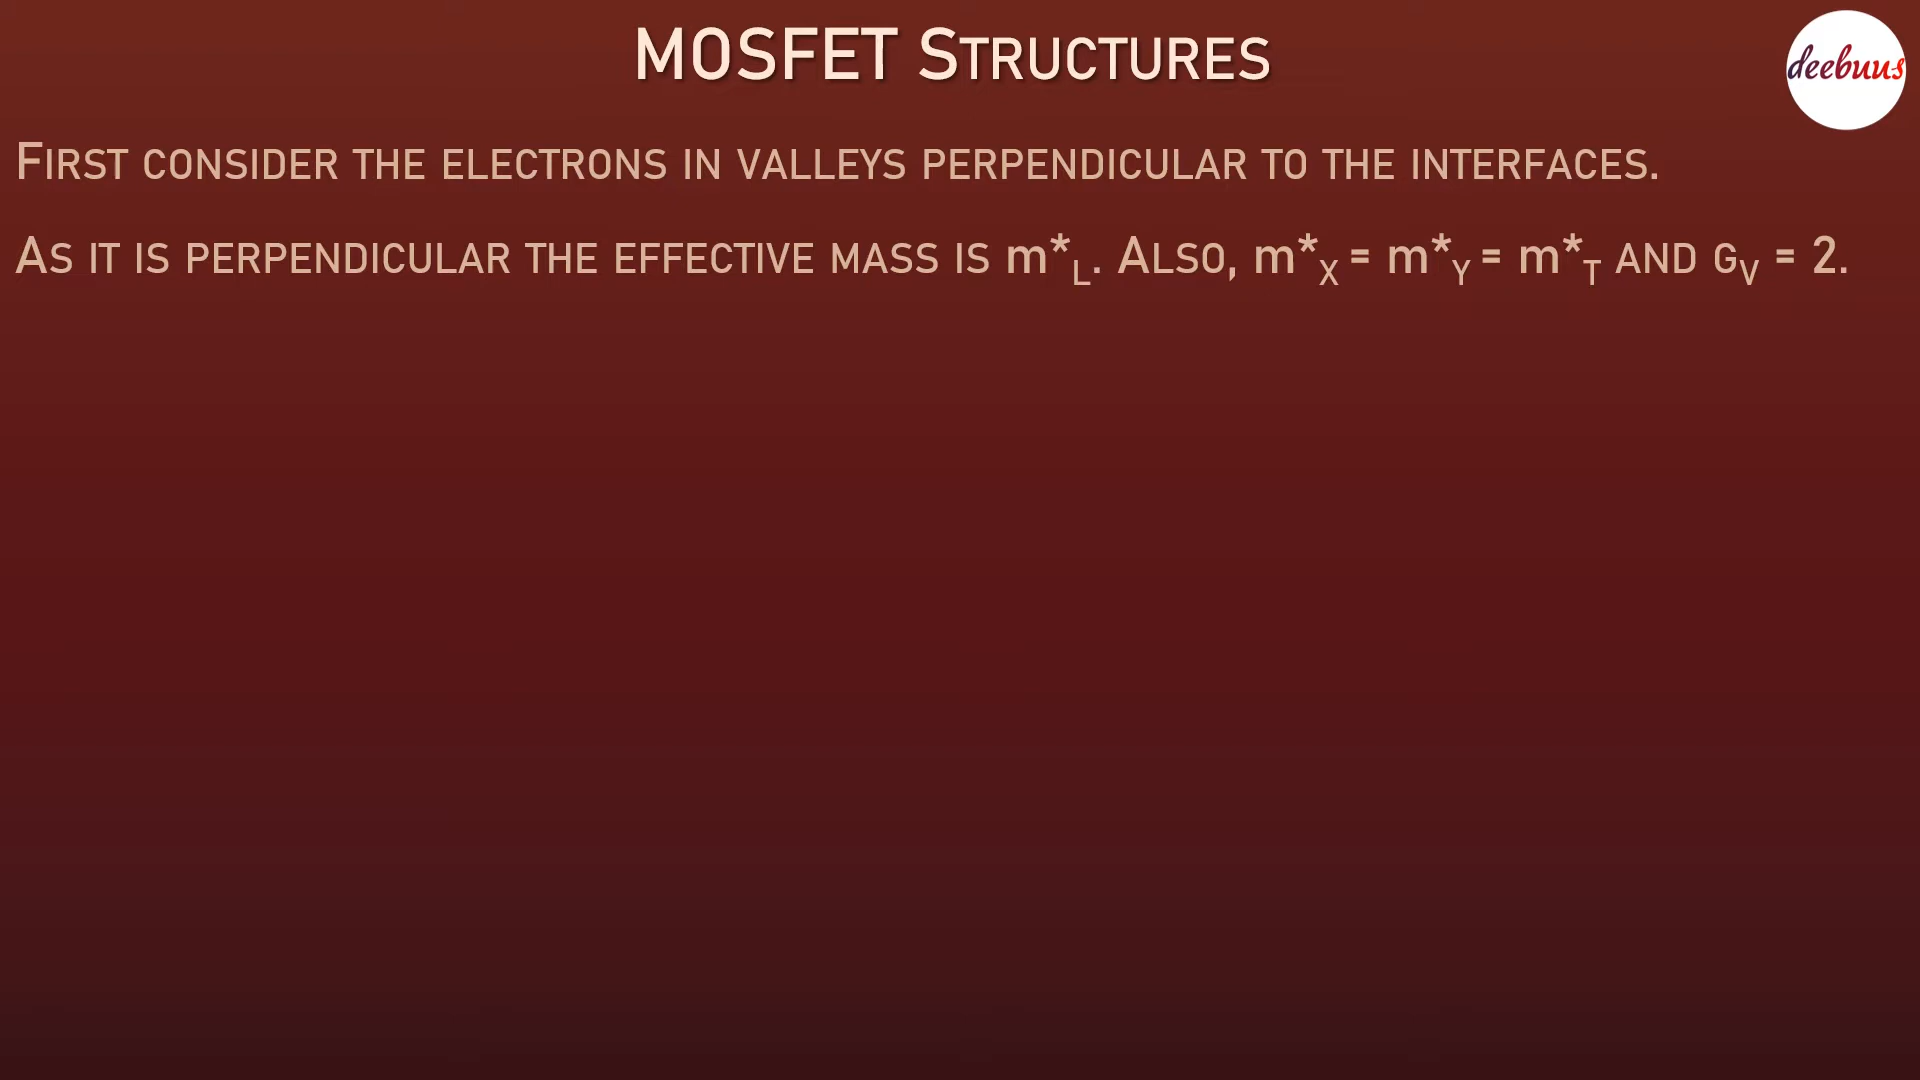 MOSFET STRUCTURES
deebuus
FIRST CONSIDER THE ELECTRONS IN VALLEYS PERPENDICULAR TO THE INTERFACES.
AS IT IS PERPENDICULAR THE EFFECTIVE MASS IS m*L. ALSO, m*X = m*Y = m*T AND GV = 2.